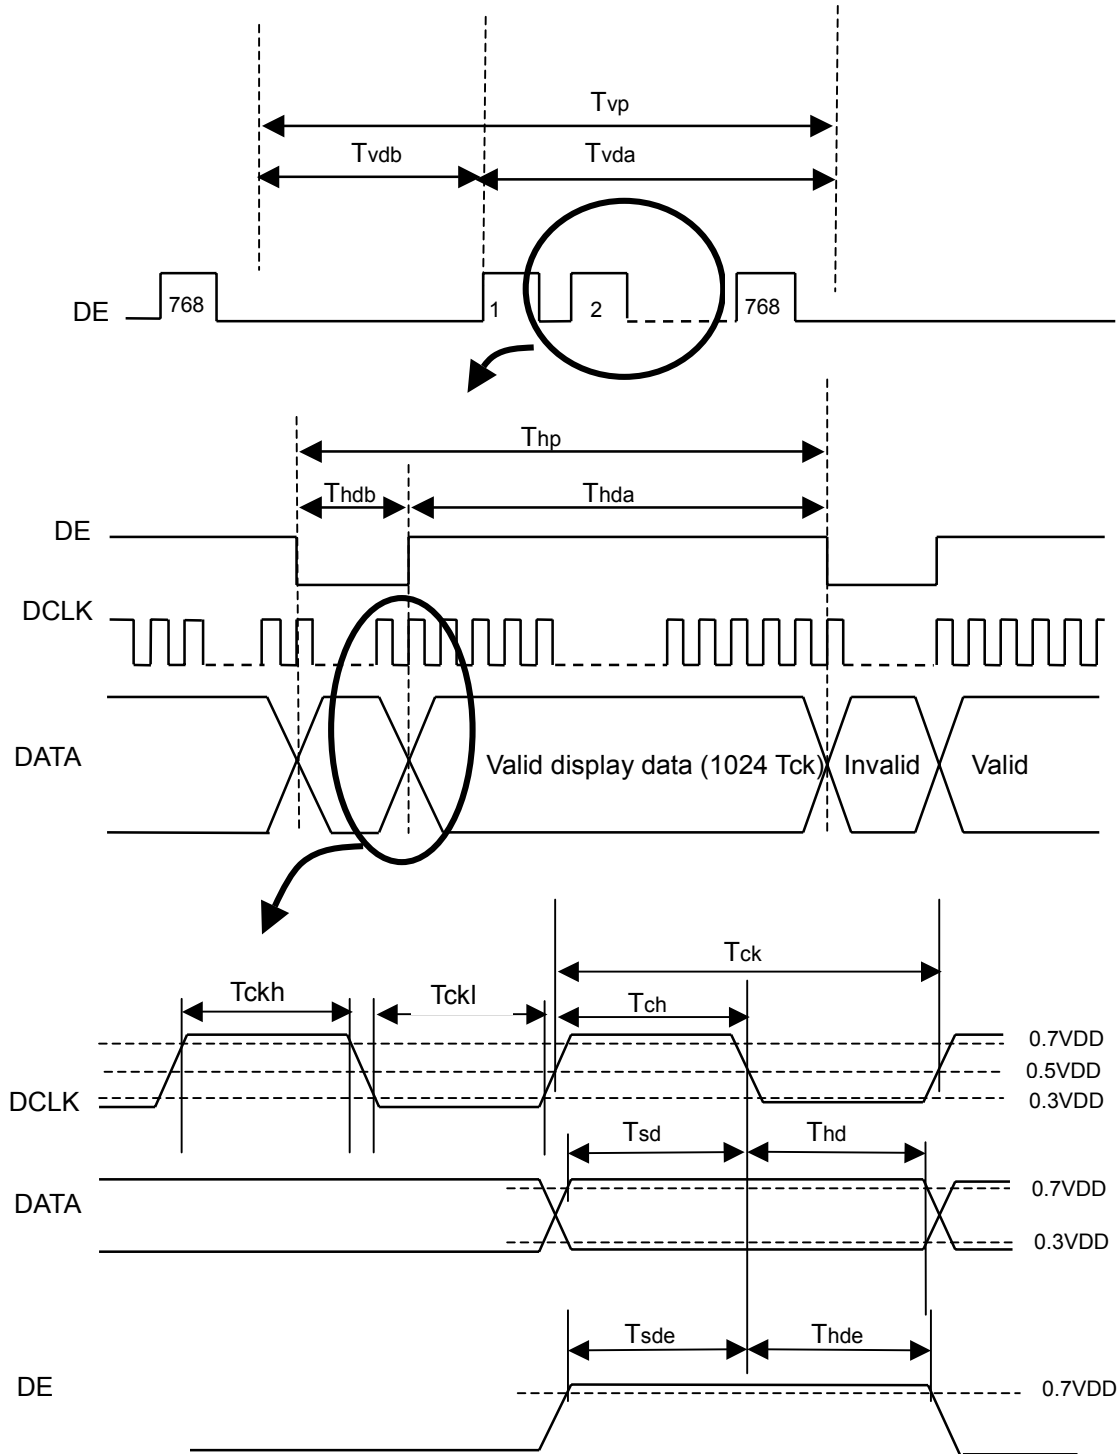 Tvp
Tvdb
Tvda
DE
768
1
2
768
Thp
Thdb
Thda
DE
DCLK
DATA
Valid display data (1024 Tck)
Invalid
Valid
Tck
Tckh
Tckl
Tch
0.7VDD
0.5VDD
DCLK
0.3VDD
Tsd
Thd
DATA
0.7VDD
0.3VDD
Tsde
Thde
DE
0.7VDD